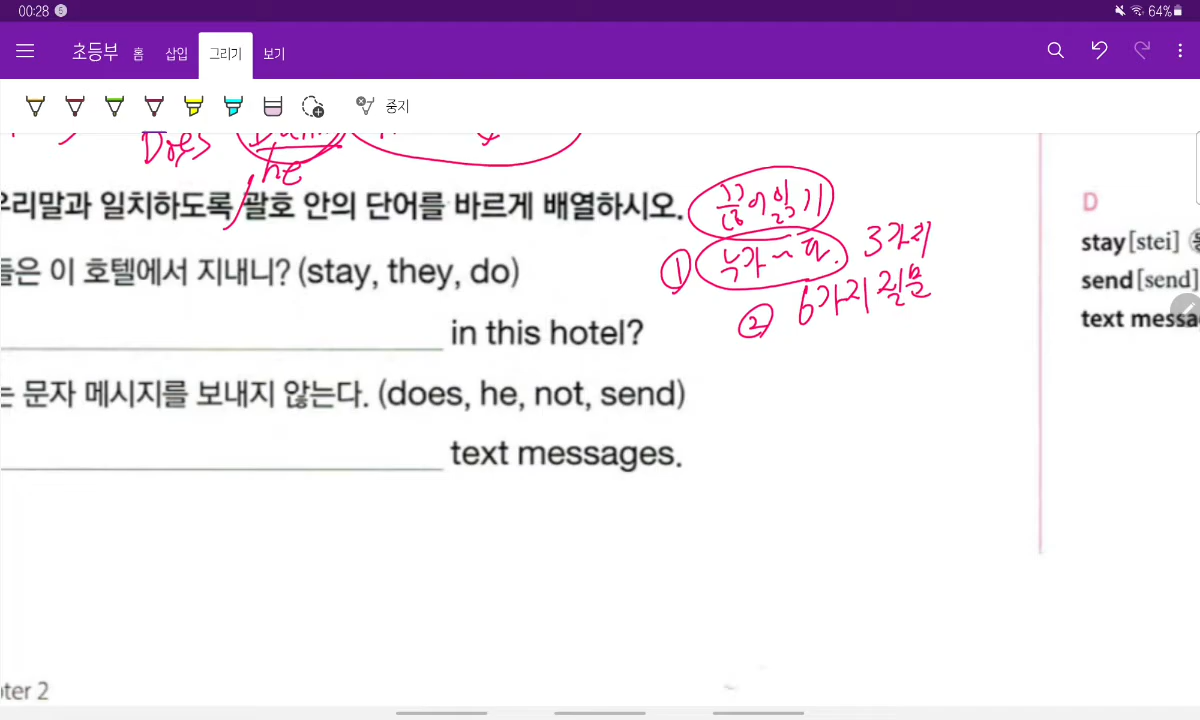 00:28 S 64%
초등부 홈 삽입 그리기 보기
중지
Does
he
우리말과 일치하도록 괄호 안의 단어를 바르게 배열하시오.
끊어읽기
① 누가~다. 3가지
② 6가지 질문
들은 이 호텔에서 지내니? (stay, they, do)
in this hotel?
는 문자 메시지를 보내지 않는다. (does, he, not, send)
text messages.
D
stay[stei]
send[send]
text messa
ter 2